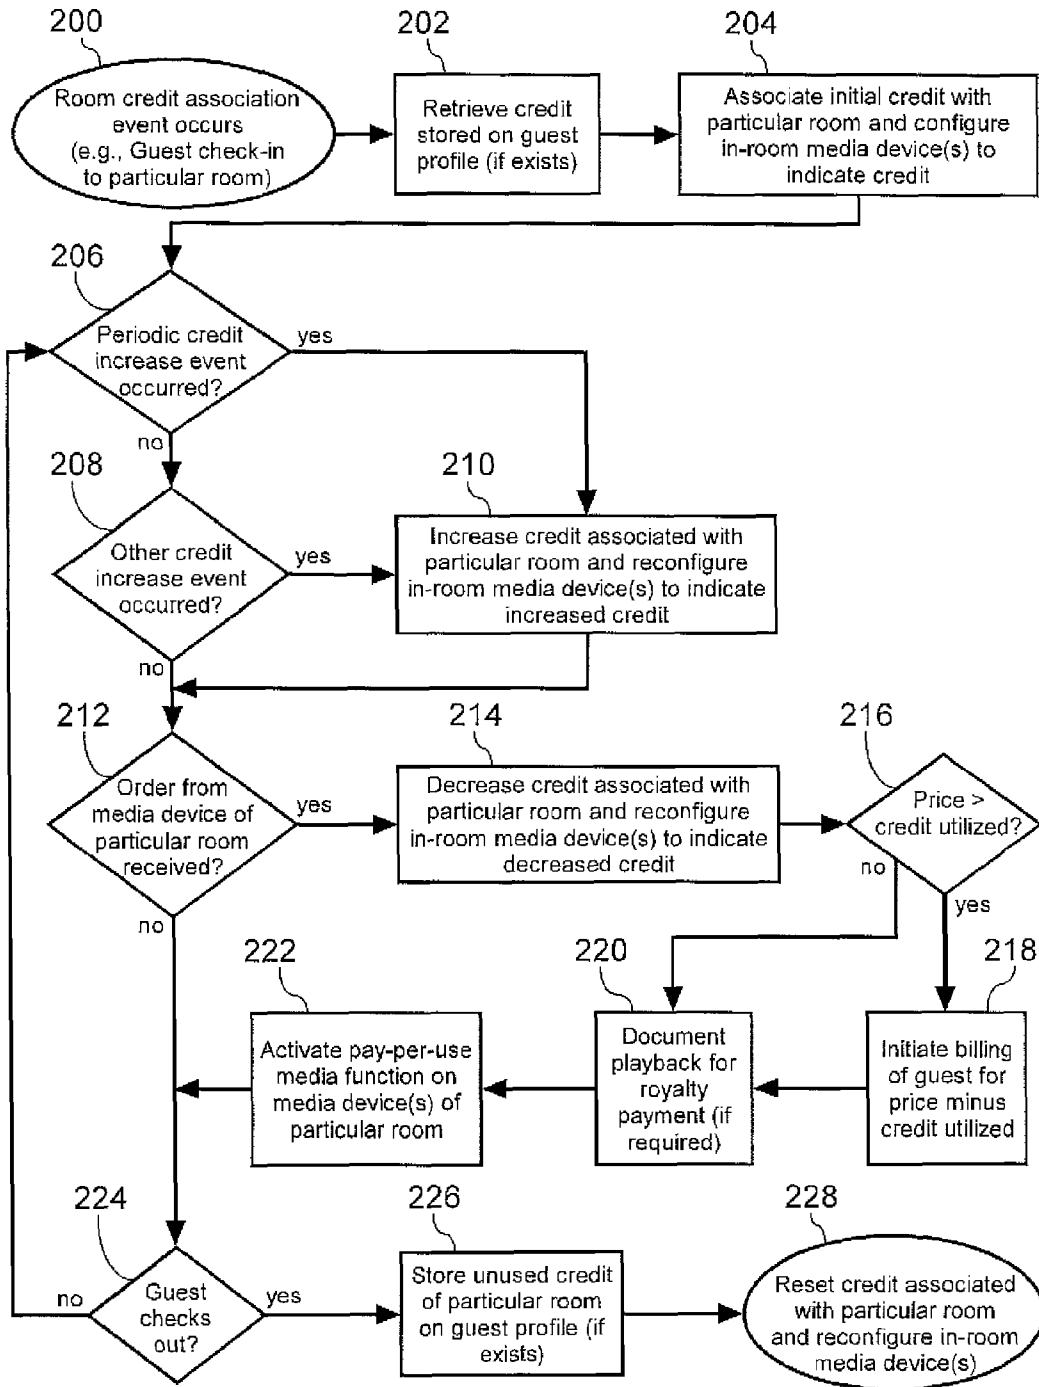 200
Room credit association
event occurs
(e.g., Guest check-in
to particular room)
202
Retrieve credit
stored on guest
profile (if exists)
204
Associate initial credit with
particular room and configure
in-room media device(s) to
indicate credit
206
Periodic credit
increase event
occurred?
yes
no
208
Other credit
increase event
occurred?
yes
no
210
Increase credit associated with
particular room and reconfigure
in-room media device(s) to indicate
increased credit
212
Order from
media device of
particular room
received?
yes
no
214
Decrease credit associated with
particular room and reconfigure
in-room media device(s) to indicate
decreased credit
216
Price >
credit utilized?
no
yes
218
Initiate billing
of guest for
price minus
credit utilized
220
Document
playback for
royalty
payment (if
required)
222
Activate pay-per-use
media function on
media device(s) of
particular room
224
Guest
checks
out?
no
yes
226
Store unused credit
of particular room
on guest profile (if
exists)
228
Reset credit associated
with particular room
and reconfigure in-room
media device(s)